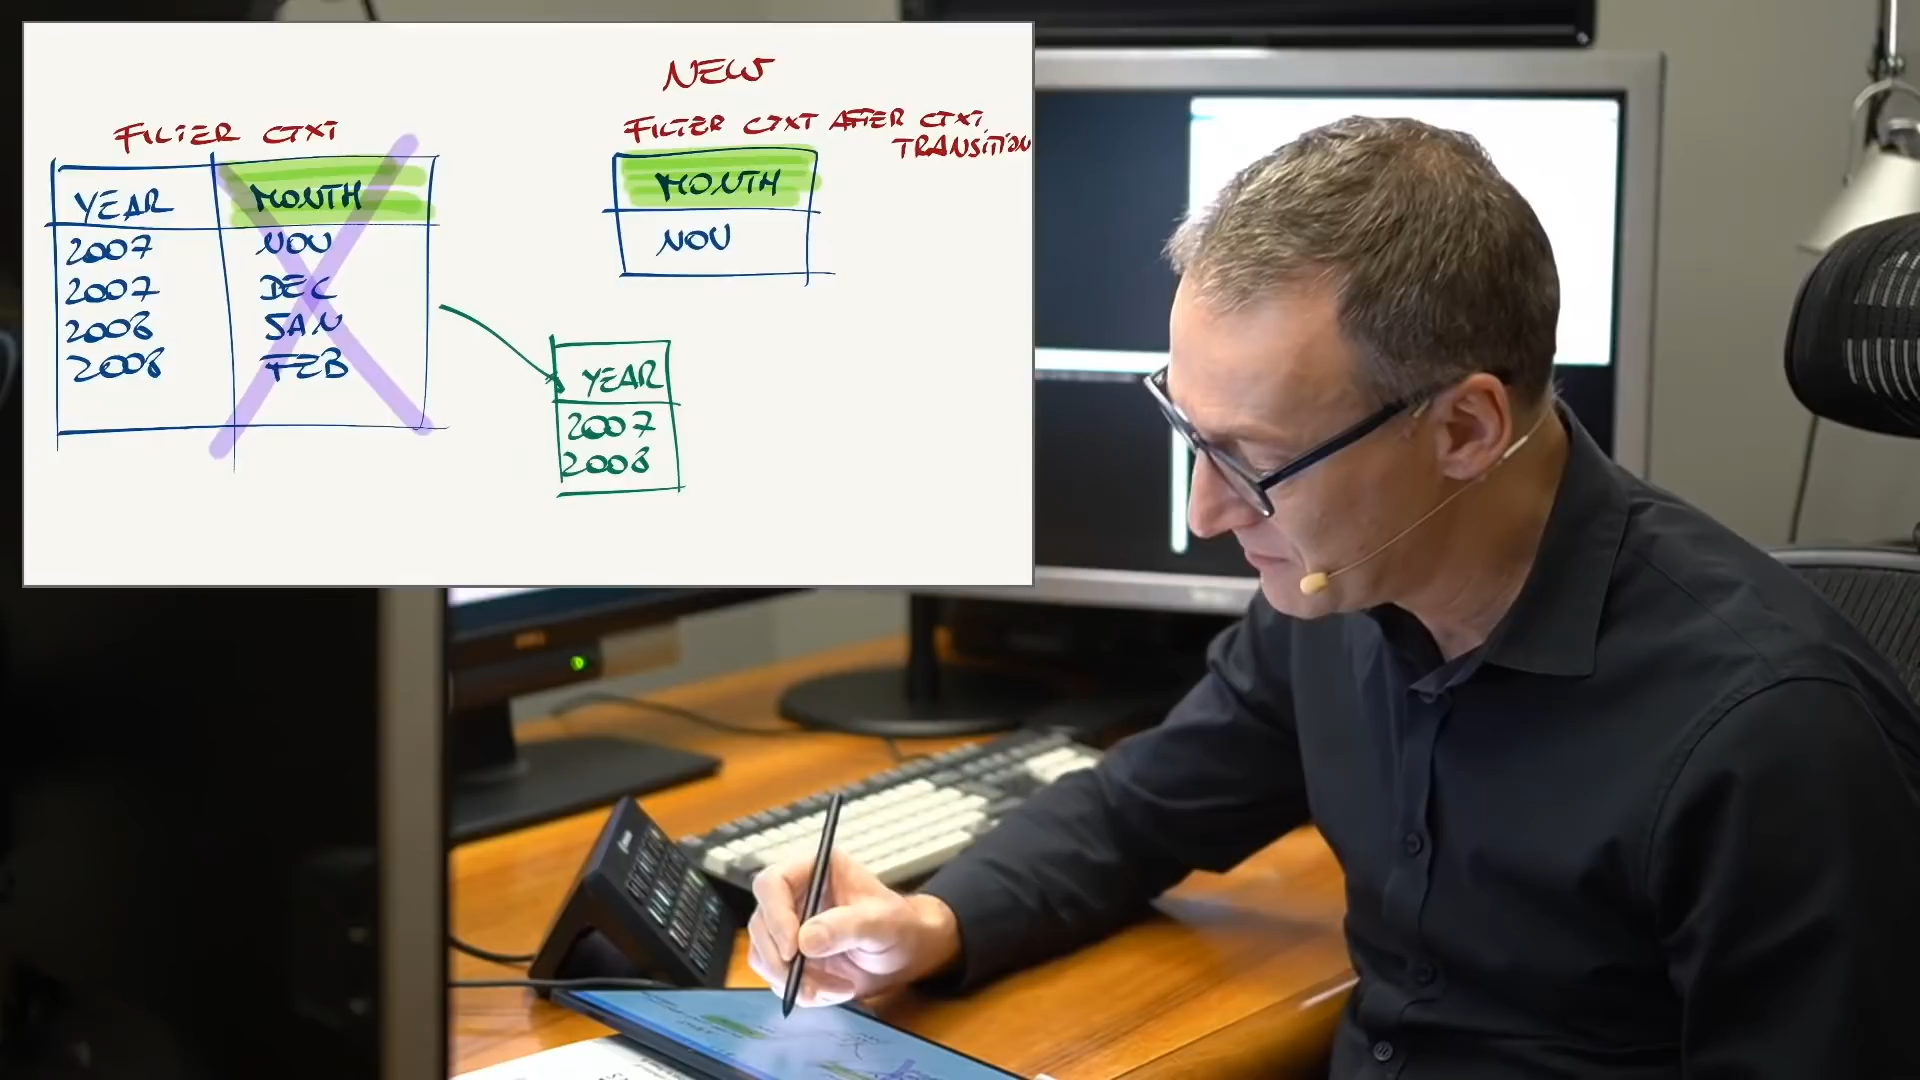 NEW
FILTER CTXT
FILTER CTXT AFTER CTXT
TRANSITION
YEAR MONTH
2007 NOV
2007 DEC
2008 JAN
2008 FEB
MONTH
NOV
YEAR
2007
2008